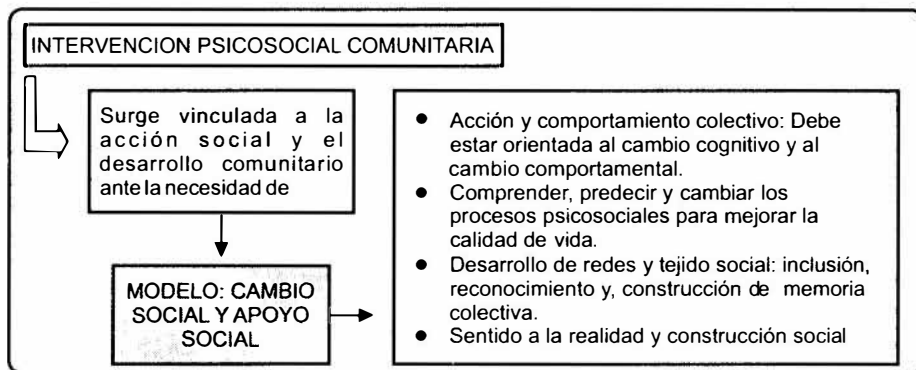 INTERVENCION PSICOSOCIAL COMUNITARIA
Surge vinculada a la
acción social y el
desarrollo comunitario
ante la necesidad de
MODELO: CAMBIO
SOCIAL Y APOYO
SOCIAL
● Acción y comportamiento colectivo: Debe
estar orientada al cambio cognitivo y al
cambio comportamental.
● Comprender, predecir y cambiar los
procesos psicosociales para mejorar la
calidad de vida.
● Desarrollo de redes y tejido social: inclusión,
reconocimiento y, construcción de memoria
colectiva.
● Sentido a la realidad y construcción social